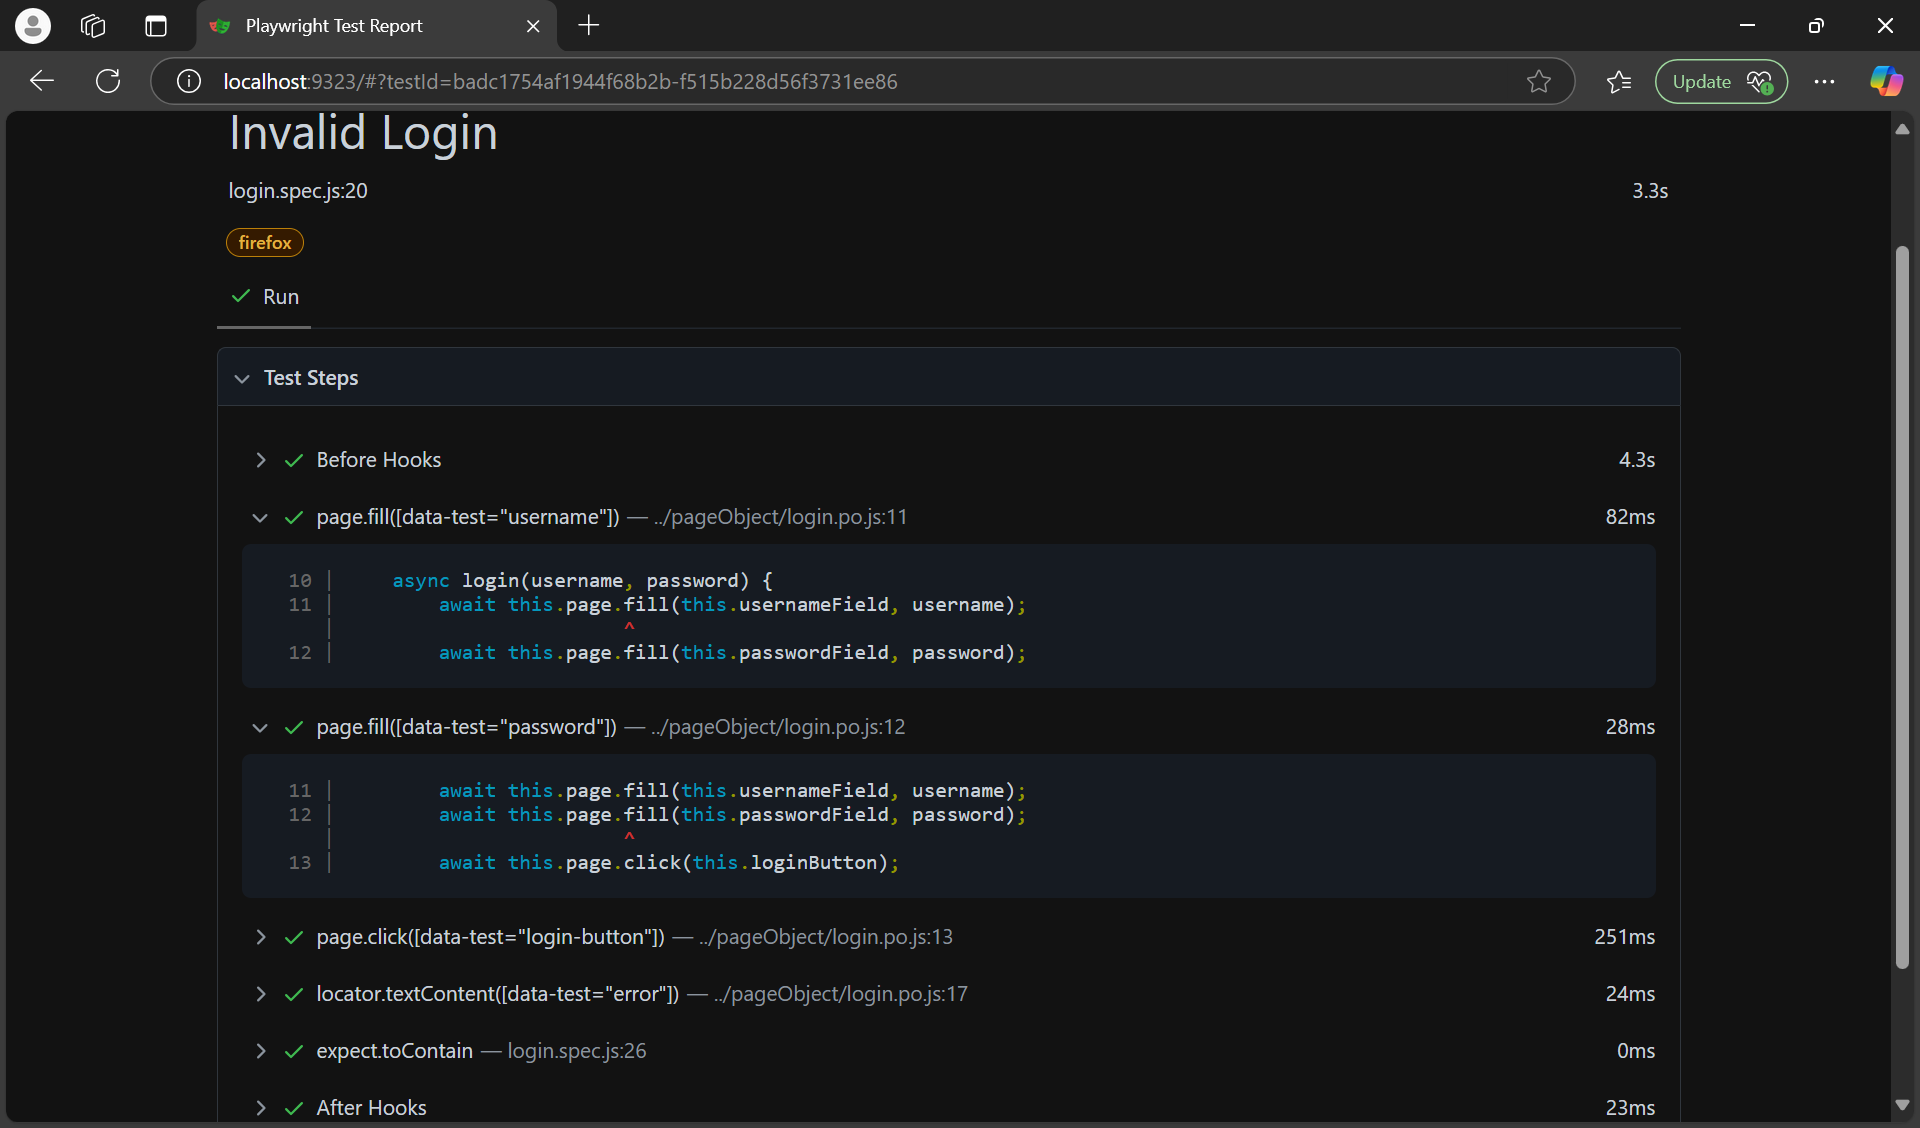 Playwright Test Report
localhost:9323/#?testId=badc1754af1944f68b2b-f515b228d56f3731ee86
Update
Invalid Login
login.spec.js:20 3.3s
firefox
Run
Test Steps
Before Hooks 4.3s
page.fill([data-test="username"]) — ../pageObject/login.po.js:11 82ms
10 | async login(username, password) {
11 | await this.page.fill(this.usernameField, username);
| ^
12 | await this.page.fill(this.passwordField, password);
page.fill([data-test="password"]) — ../pageObject/login.po.js:12 28ms
11 | await this.page.fill(this.usernameField, username);
12 | await this.page.fill(this.passwordField, password);
| ^
13 | await this.page.click(this.loginButton);
page.click([data-test="login-button"]) — ../pageObject/login.po.js:13 251ms
locator.textContent([data-test="error"]) — ../pageObject/login.po.js:17 24ms
expect.toContain — login.spec.js:26 0ms
After Hooks 23ms